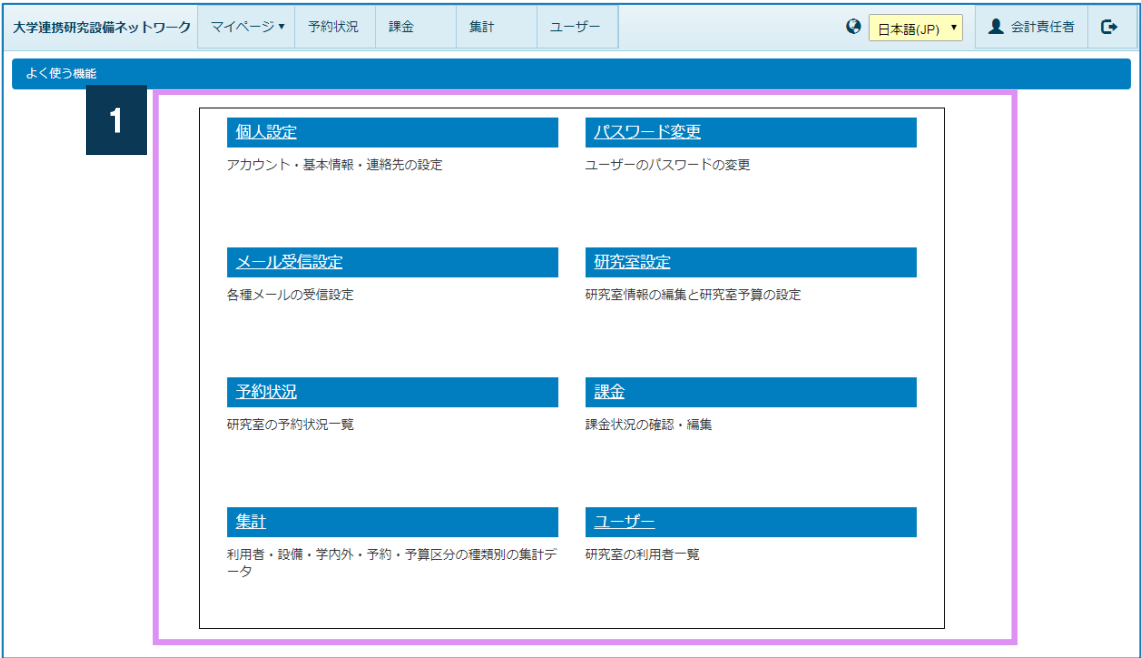 大学連携研究設備ネットワーク マイページ▼ 予約状況 課金 集計 ユーザー 日本語(JP) ▼ 会計責任者
よく使う機能
1
個人設定 パスワード変更
アカウント・基本情報・連絡先の設定 ユーザーのパスワードの変更
メール受信設定 研究室設定
各種メールの受信設定 研究室情報の編集と研究室予算の設定
予約状況 課金
研究室の予約状況一覧 課金状況の確認・編集
集計 ユーザー
利用者・設備・学内外・予約・予算区分の種類別の集計デ 研究室の利用者一覧
ータ